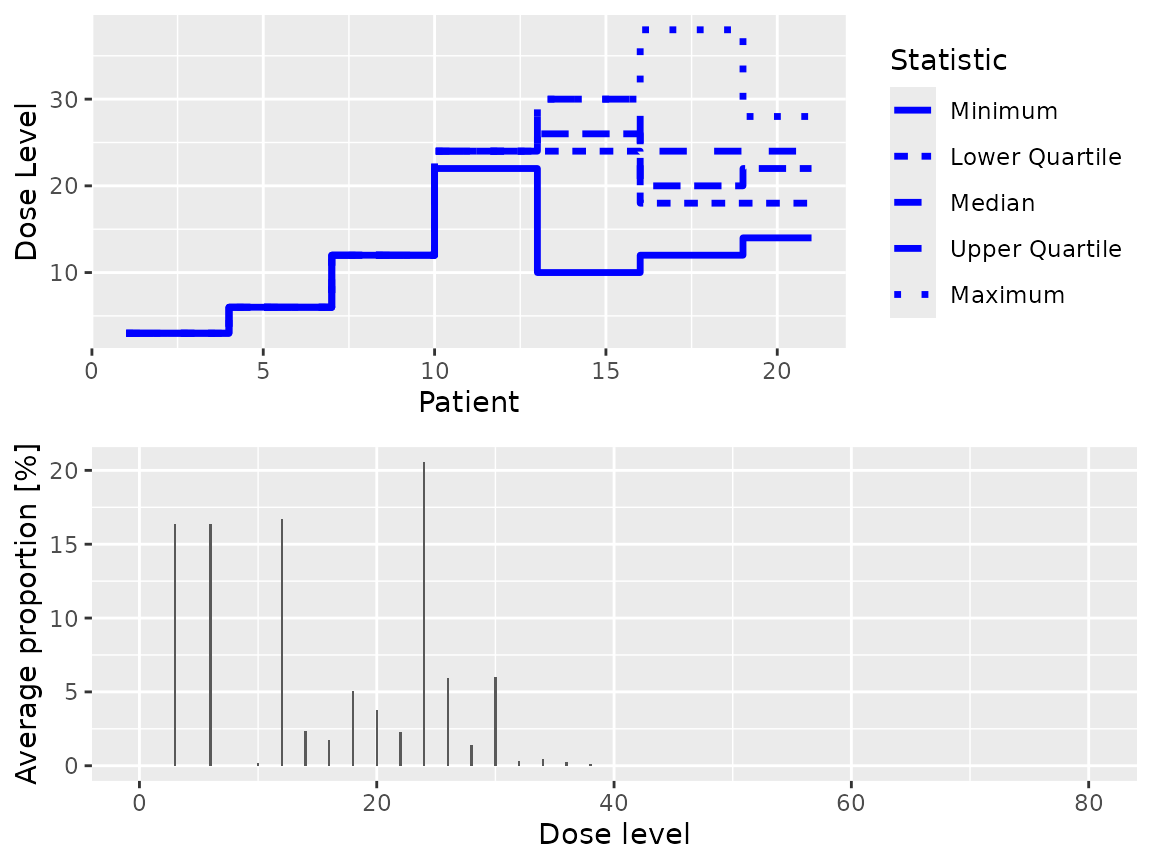 Dose Level
30
20
10
0
5
10
15
20
Patient
Statistic
Minimum
Lower Quartile
Median
Upper Quartile
Maximum
Average proportion [%]
20
15
10
5
0
0
20
40
60
80
Dose level